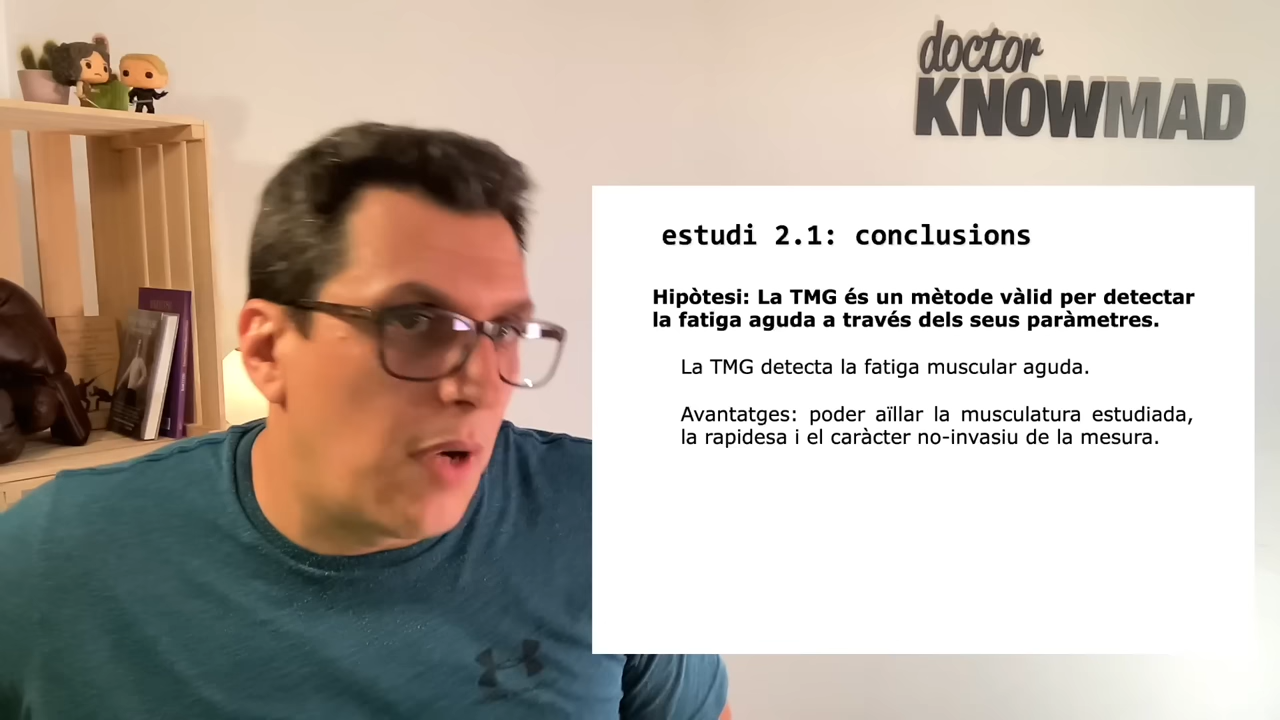 doctor
KNOWMAD
estudi 2.1: conclusions
Hipòtesi: La TMG és un mètode vàlid per detectar
la fatiga aguda a través dels seus paràmetres.
La TMG detecta la fatiga muscular aguda.
Avantatges: poder aïllar la musculatura estudiada,
la rapidesa i el caràcter no-invasiu de la mesura.